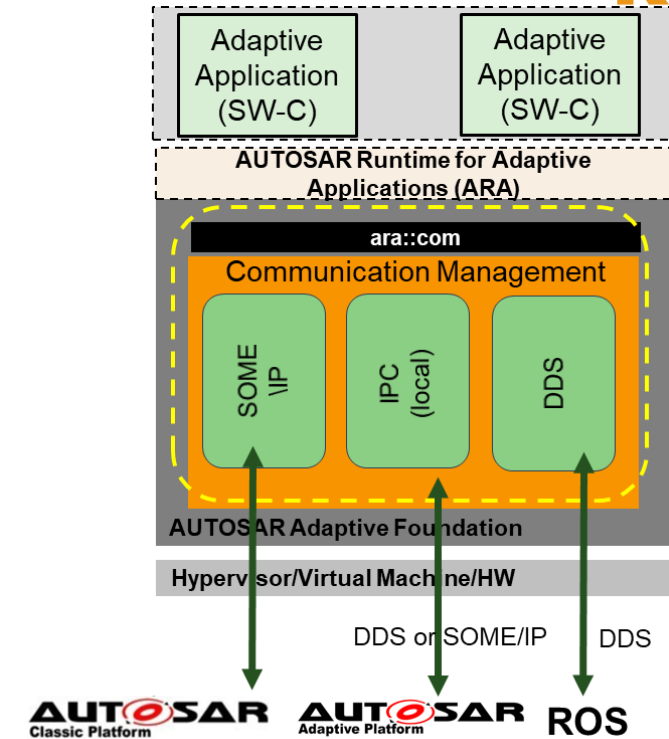 Adaptive
Application
(SW-C)
Adaptive
Application
(SW-C)
AUTOSAR Runtime for Adaptive
Applications (ARA)
ara::com
Communication Management
SOME
\IP
IPC
(local)
DDS
AUTOSAR Adaptive Foundation
Hypervisor/Virtual Machine/HW
DDS or SOME/IP
DDS
AUTOSAR
Classic Platform
AUTOSAR
Adaptive Platform
ROS